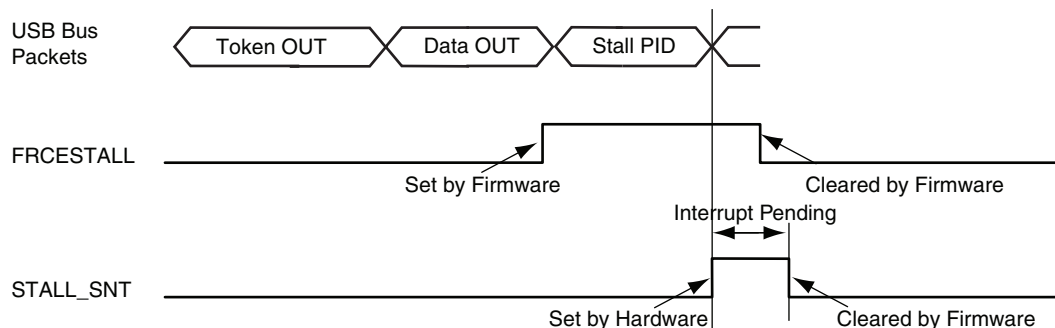 USB Bus
Packets
Token OUT
Data OUT
Stall PID
FRCESTALL
Set by Firmware
Cleared by Firmware
Interrupt Pending
STALL_SNT
Set by Hardware
Cleared by Firmware